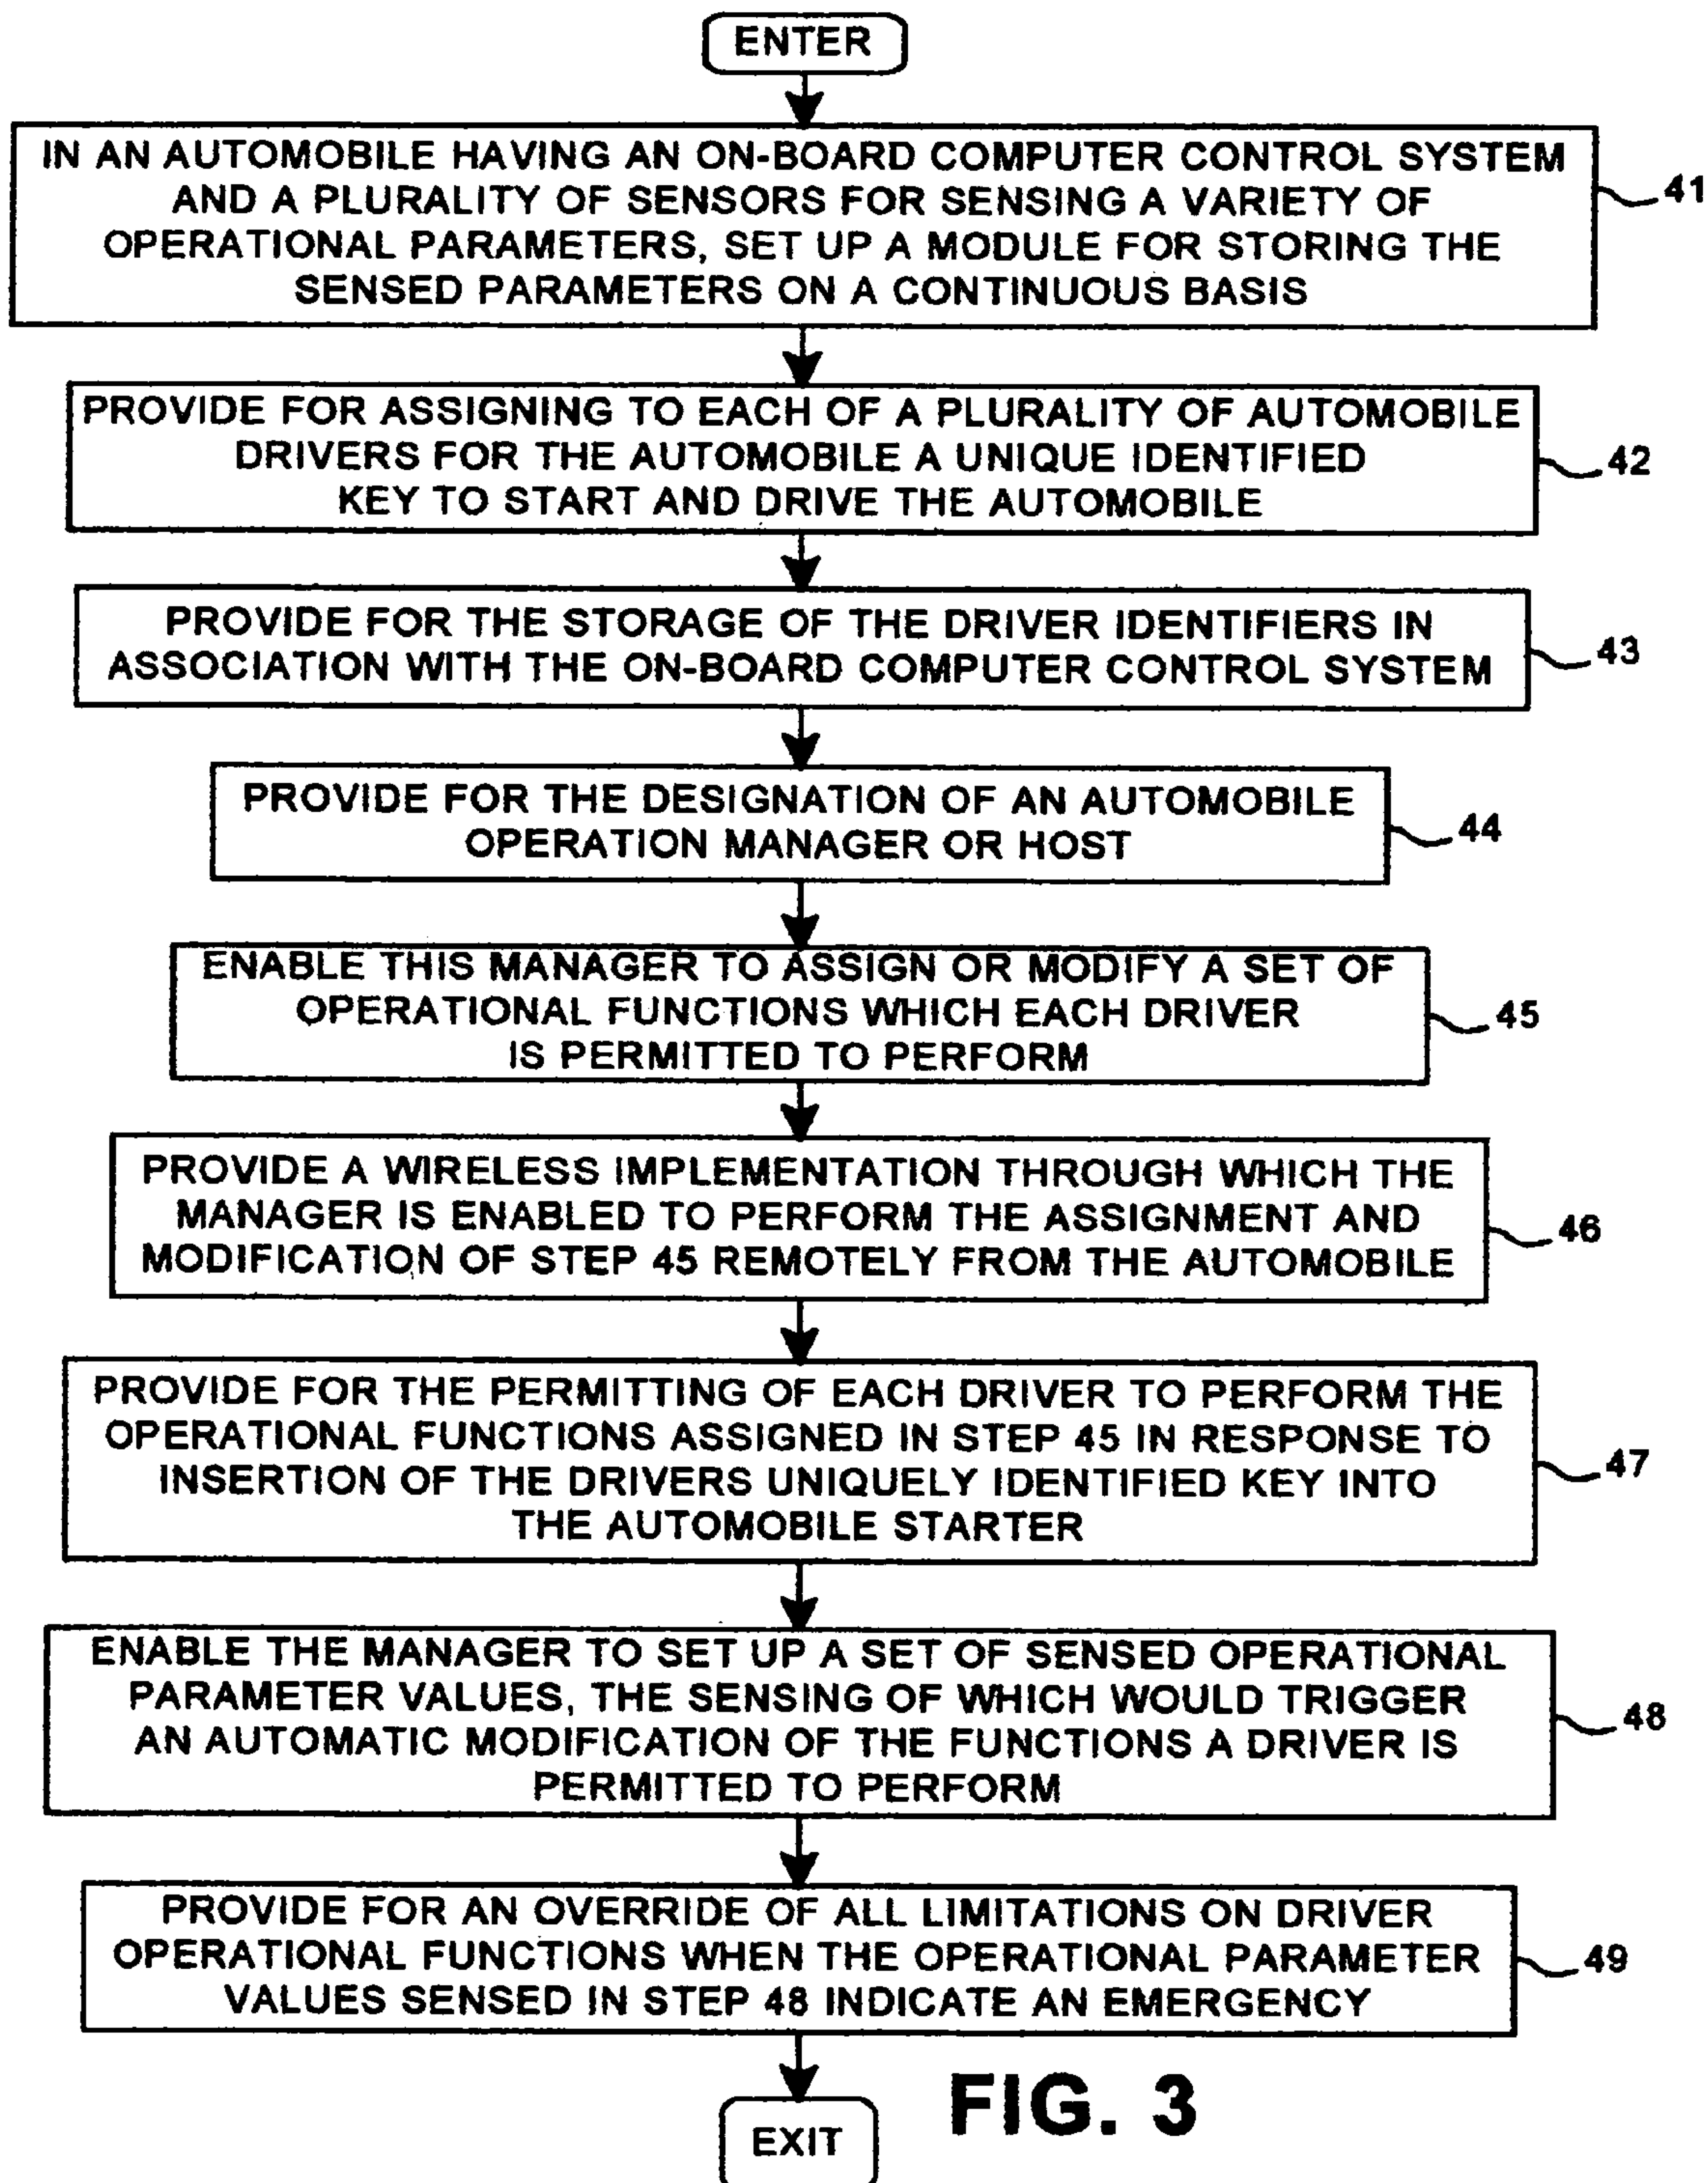 ENTER
IN AN AUTOMOBILE HAVING AN ON-BOARD COMPUTER CONTROL SYSTEM
AND A PLURALITY OF SENSORS FOR SENSING A VARIETY OF
OPERATIONAL PARAMETERS, SET UP A MODULE FOR STORING THE
SENSED PARAMETERS ON A CONTINUOUS BASIS
41
PROVIDE FOR ASSIGNING TO EACH OF A PLURALITY OF AUTOMOBILE
DRIVERS FOR THE AUTOMOBILE A UNIQUE IDENTIFIED
KEY TO START AND DRIVE THE AUTOMOBILE
42
PROVIDE FOR THE STORAGE OF THE DRIVER IDENTIFIERS IN
ASSOCIATION WITH THE ON-BOARD COMPUTER CONTROL SYSTEM
43
PROVIDE FOR THE DESIGNATION OF AN AUTOMOBILE
OPERATION MANAGER OR HOST
44
ENABLE THIS MANAGER TO ASSIGN OR MODIFY A SET OF
OPERATIONAL FUNCTIONS WHICH EACH DRIVER
IS PERMITTED TO PERFORM
45
PROVIDE A WIRELESS IMPLEMENTATION THROUGH WHICH THE
MANAGER IS ENABLED TO PERFORM THE ASSIGNMENT AND
MODIFICATION OF STEP 45 REMOTELY FROM THE AUTOMOBILE
46
PROVIDE FOR THE PERMITTING OF EACH DRIVER TO PERFORM THE
OPERATIONAL FUNCTIONS ASSIGNED IN STEP 45 IN RESPONSE TO
INSERTION OF THE DRIVERS UNIQUELY IDENTIFIED KEY INTO
THE AUTOMOBILE STARTER
47
ENABLE THE MANAGER TO SET UP A SET OF SENSED OPERATIONAL
PARAMETER VALUES, THE SENSING OF WHICH WOULD TRIGGER
AN AUTOMATIC MODIFICATION OF THE FUNCTIONS A DRIVER IS
PERMITTED TO PERFORM
48
PROVIDE FOR AN OVERRIDE OF ALL LIMITATIONS ON DRIVER
OPERATIONAL FUNCTIONS WHEN THE OPERATIONAL PARAMETER
VALUES SENSED IN STEP 48 INDICATE AN EMERGENCY
49
EXIT
FIG. 3